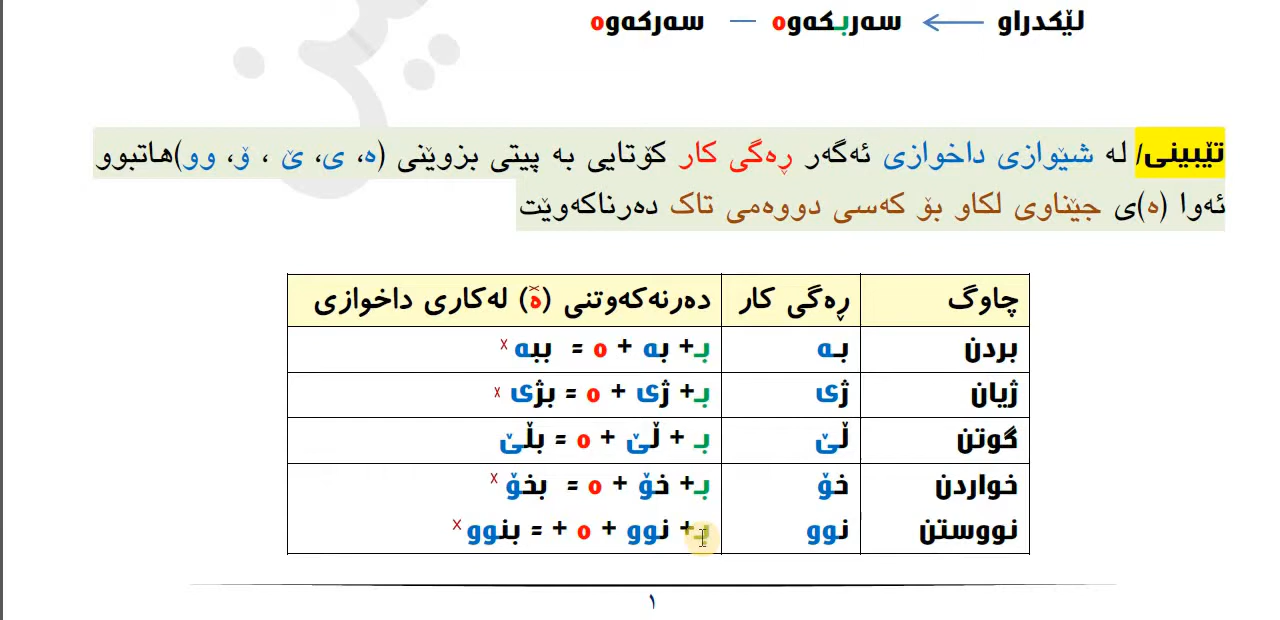 لێکدراو ← سەربکەوە — سەرکەوە
تێبینی/ لە شێوازی داخوازی ئەگەر ڕەگی کار کۆتایی بە پیتی بزوێنی (ە، ی، ێ ، ۆ، وو)هاتبوو
ئەوا (ە)ی جێناوی لکاو بۆ کەسی دووەمی تاک دەرناکەوێت
چاوگ ڕەگی کار دەرنەکەوتنی (ە) لەکاری داخوازی
بردن بە بـ+ بە + ە = ببە x
ژیان ژی بـ+ ژی + ە = بژی x
گوتن ڵێ بـ + ڵێ + ە = بڵێ
خواردن خۆ بـ+ خۆ + ە = بخۆ x
نووستن نوو بـ+ نوو + ە + = بنوو x
١